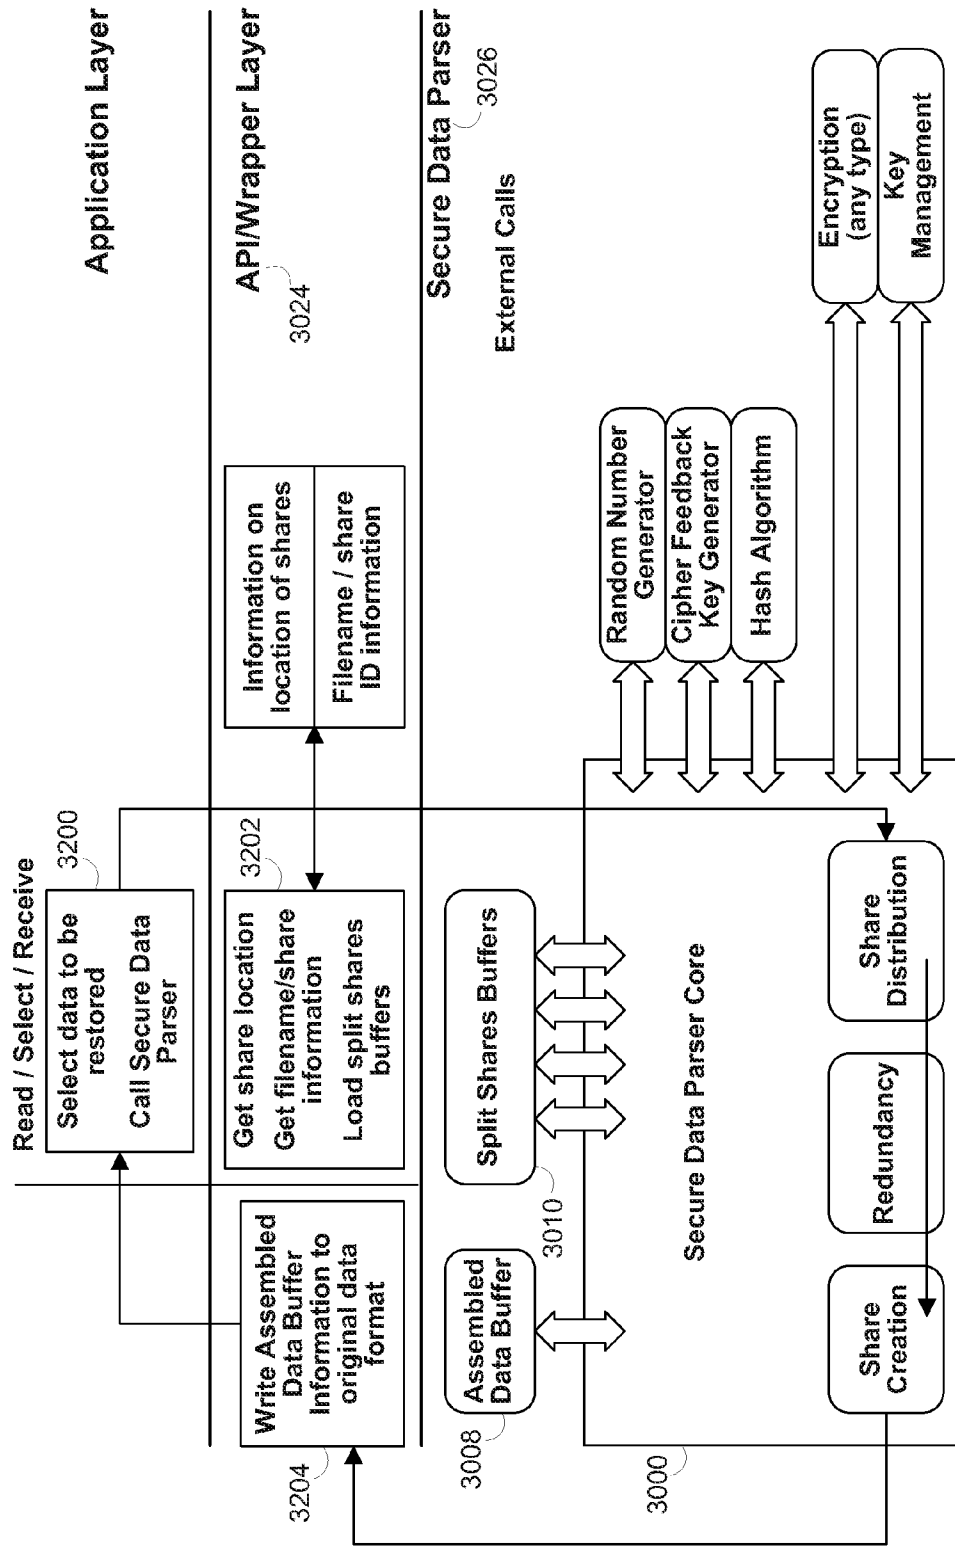 Read / Select / Receive
Application Layer
3200
Select data to be
restored
Call Secure Data
Parser
API/Wrapper Layer
3024
3204
Write Assembled
Data Buffer
Information to
original data
format
3202
Get share location
Get filename/share
information
Load split shares
buffers
Information on
location of shares
Filename / share
ID information
Secure Data Parser
3026
External Calls
3008
Assembled
Data Buffer
3010
Split Shares Buffers
3000
Secure Data Parser Core
Random Number
Generator
Cipher Feedback
Key Generator
Hash Algorithm
Encryption
(any type)
Key
Management
Share
Creation
Redundancy
Share
Distribution